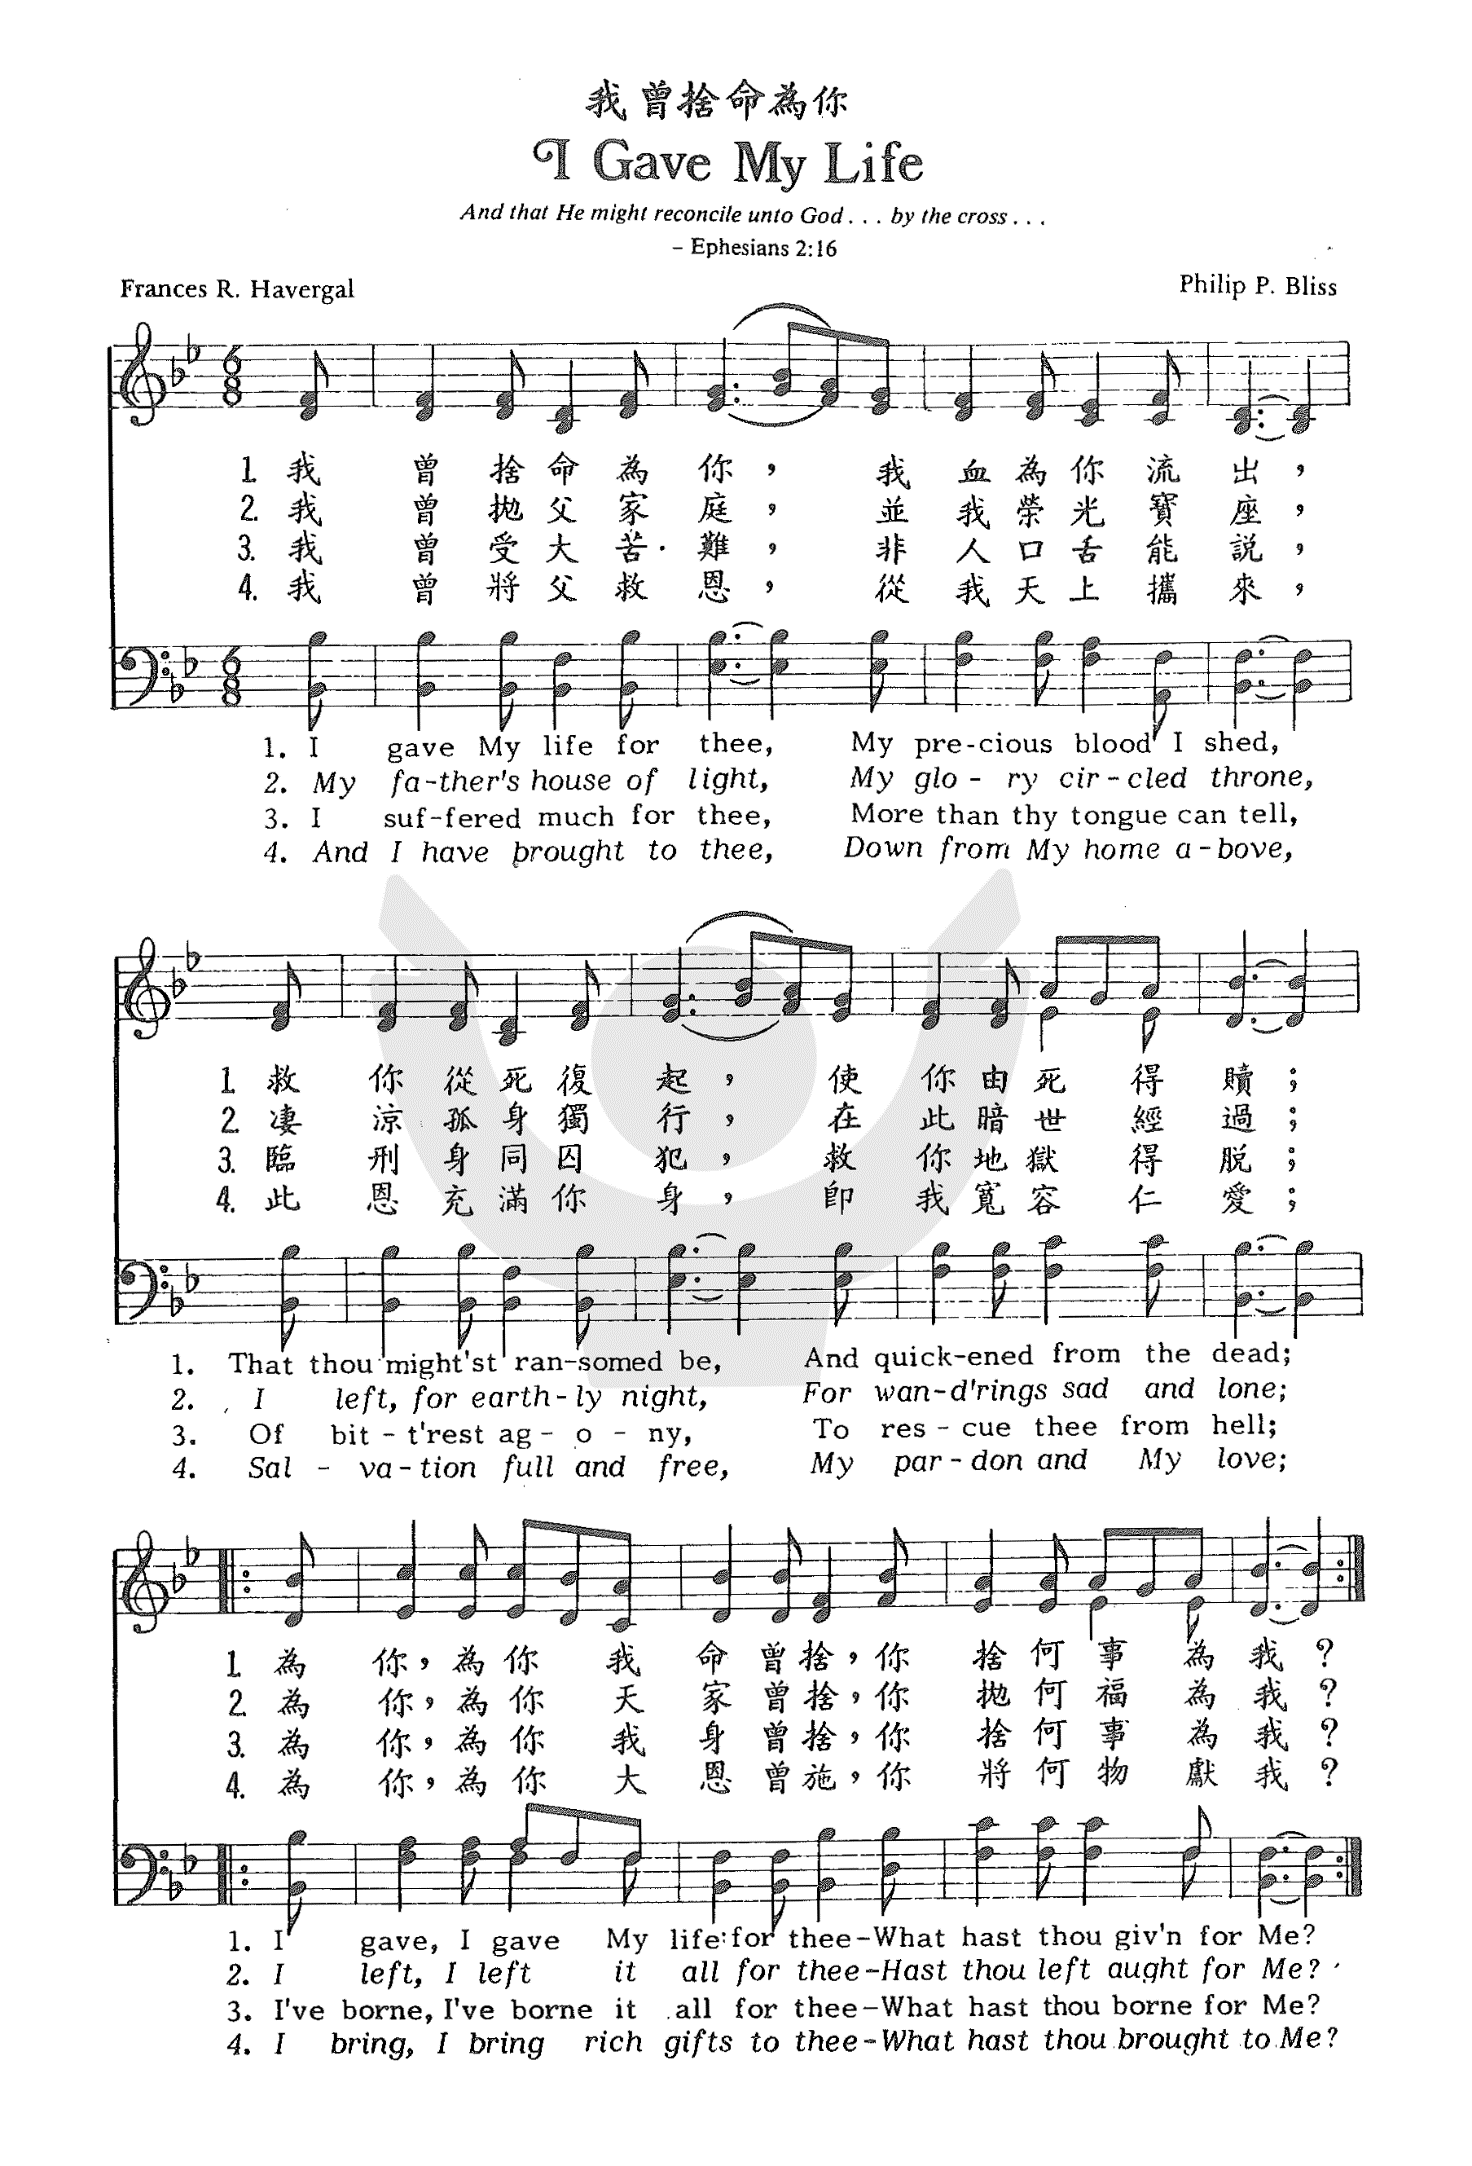 我曾捨命為你
I Gave My Life
And that He might reconcile unto God . . . by the cross . . .
– Ephesians 2:16
Frances R. Havergal
Philip P. Bliss
1. 我曾捨命為你，我血為你流出，
2. 我曾拋父家庭，並我榮光寶座，
3. 我曾受大苦難，非人口舌能說，
4. 我曾將父救恩，從我天上攜來，
1. I gave My life for thee, My pre-cious blood I shed,
2. My fa-ther's house of light, My glo - ry cir-cled throne,
3. I suf-fered much for thee, More than thy tongue can tell,
4. And I have brought to thee, Down from My home a-bove,
1. 救你從死復起，使你由死得贖；
2. 凄涼孤身獨行，在此暗世經過；
3. 臨刑身同囚犯，救你地獄得脫；
4. 此恩充滿你身，即我寬容仁愛；
1. That thou might'st ran-somed be, And quick-ened from the dead;
2. I left, for earth-ly night, For wan-d'rings sad and lone;
3. Of bit-t'rest ag - o - ny, To res - cue thee from hell;
4. Sal - va-tion full and free, My par-don and My love;
1. 為你，為你我命曾捨，你捨何事為我？
2. 為你，為你天家曾捨，你拋何福為我？
3. 為你，為你我身曾捨，你捨何事為我？
4. 為你，為你大恩曾施，你將何物獻我？
1. I gave, I gave My life for thee-What hast thou giv'n for Me?
2. I left, I left it all for thee-Hast thou left aught for Me?
3. I've borne, I've borne it all for thee-What hast thou borne for Me?
4. I bring, I bring rich gifts to thee-What hast thou brought to Me?